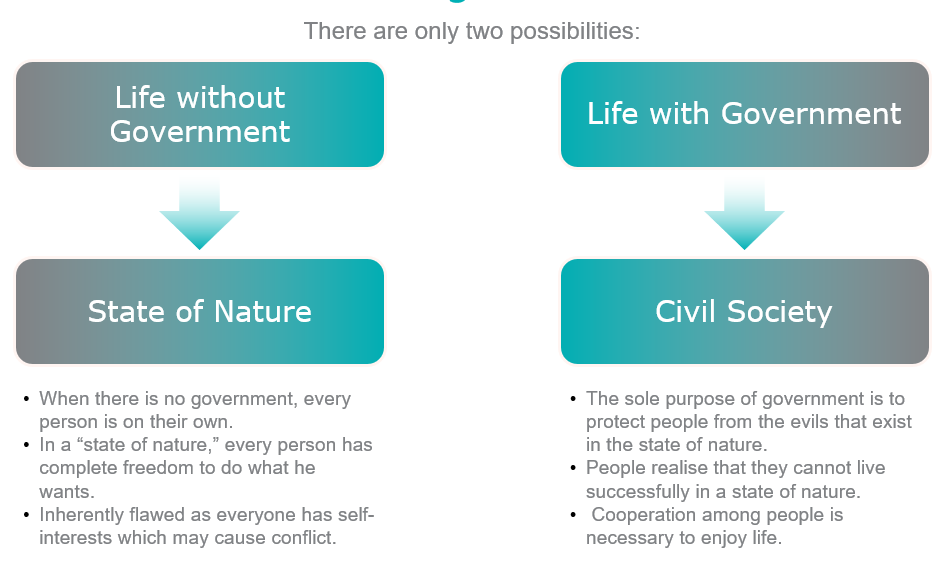 There are only two possibilities:
Life without
Government
State of Nature
• When there is no government, every
person is on their own.
• In a “state of nature,” every person has
complete freedom to do what he
wants.
• Inherently flawed as everyone has self-
interests which may cause conflict.
Life with Government
Civil Society
• The sole purpose of government is to
protect people from the evils that exist
in the state of nature.
• People realise that they cannot live
successfully in a state of nature.
• Cooperation among people is
necessary to enjoy life.